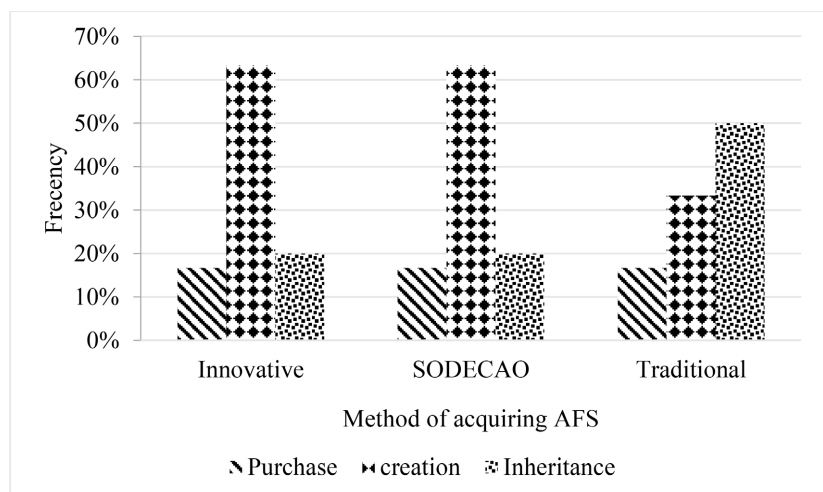 70%
60%
50%
40%
30%
20%
10%
0%
Frecency
Innovative SODECAO Traditional
Method of acquiring AFS
Purchase creation Inheritance